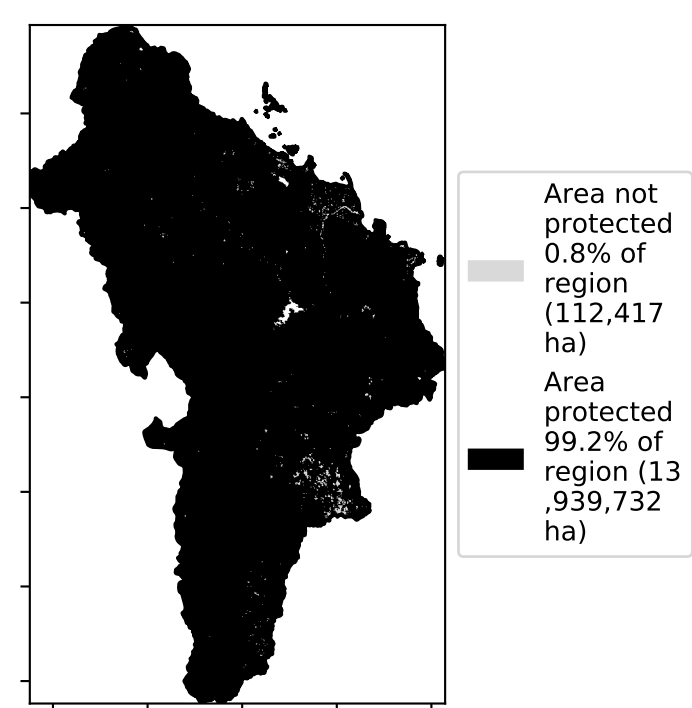 Area not
protected
0.8% of
region
(112,417
ha)
Area
protected
99.2% of
region (13
,939,732
ha)